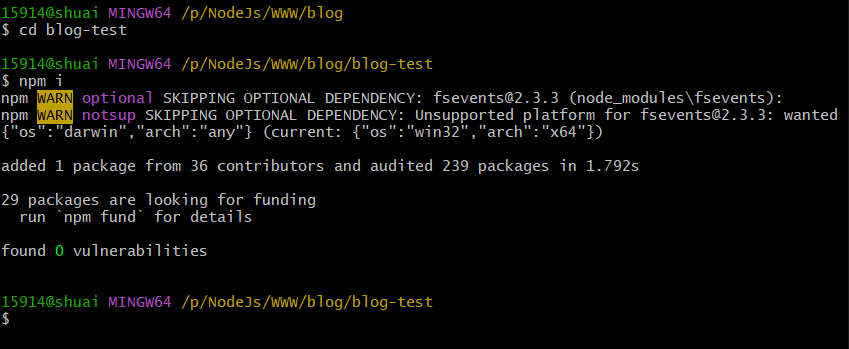 15914@shuai MINGW64 /p/NodeJs/WWW/blog
$ cd blog-test
15914@shuai MINGW64 /p/NodeJs/WWW/blog/blog-test
$ npm i
npm WARN optional SKIPPING OPTIONAL DEPENDENCY: fsevents@2.3.3 (node_modules\fsevents):
npm WARN notsup SKIPPING OPTIONAL DEPENDENCY: Unsupported platform for fsevents@2.3.3: wanted
{"os":"darwin","arch":"any"} (current: {"os":"win32","arch":"x64"})
added 1 package from 36 contributors and audited 239 packages in 1.792s
29 packages are looking for funding
run `npm fund` for details
found 0 vulnerabilities
15914@shuai MINGW64 /p/NodeJs/WWW/blog/blog-test
$